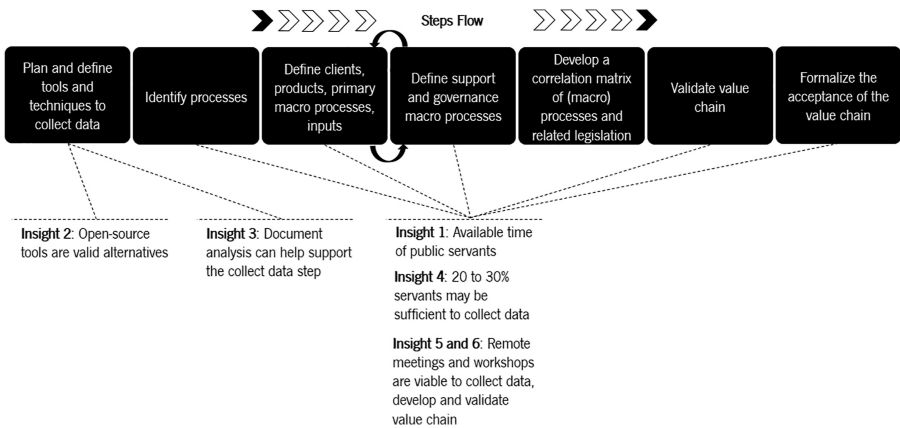 Steps Flow
Plan and define
tools and
techniques to
collect data
Identify processes
Define clients,
products, primary
macro processes,
inputs
Define support
and governance
macro processes
Develop a
correlation matrix
of (macro)
processes and
related legislation
Validate value
chain
Formalize the
acceptance of the
value chain
Insight 2: Open-source
tools are valid alternatives
Insight 3: Document
analysis can help support
the collect data step
Insight 1: Available time
of public servants
Insight 4: 20 to 30%
servants may be
sufficient to collect data
Insight 5 and 6: Remote
meetings and workshops
are viable to collect data,
develop and validate
value chain